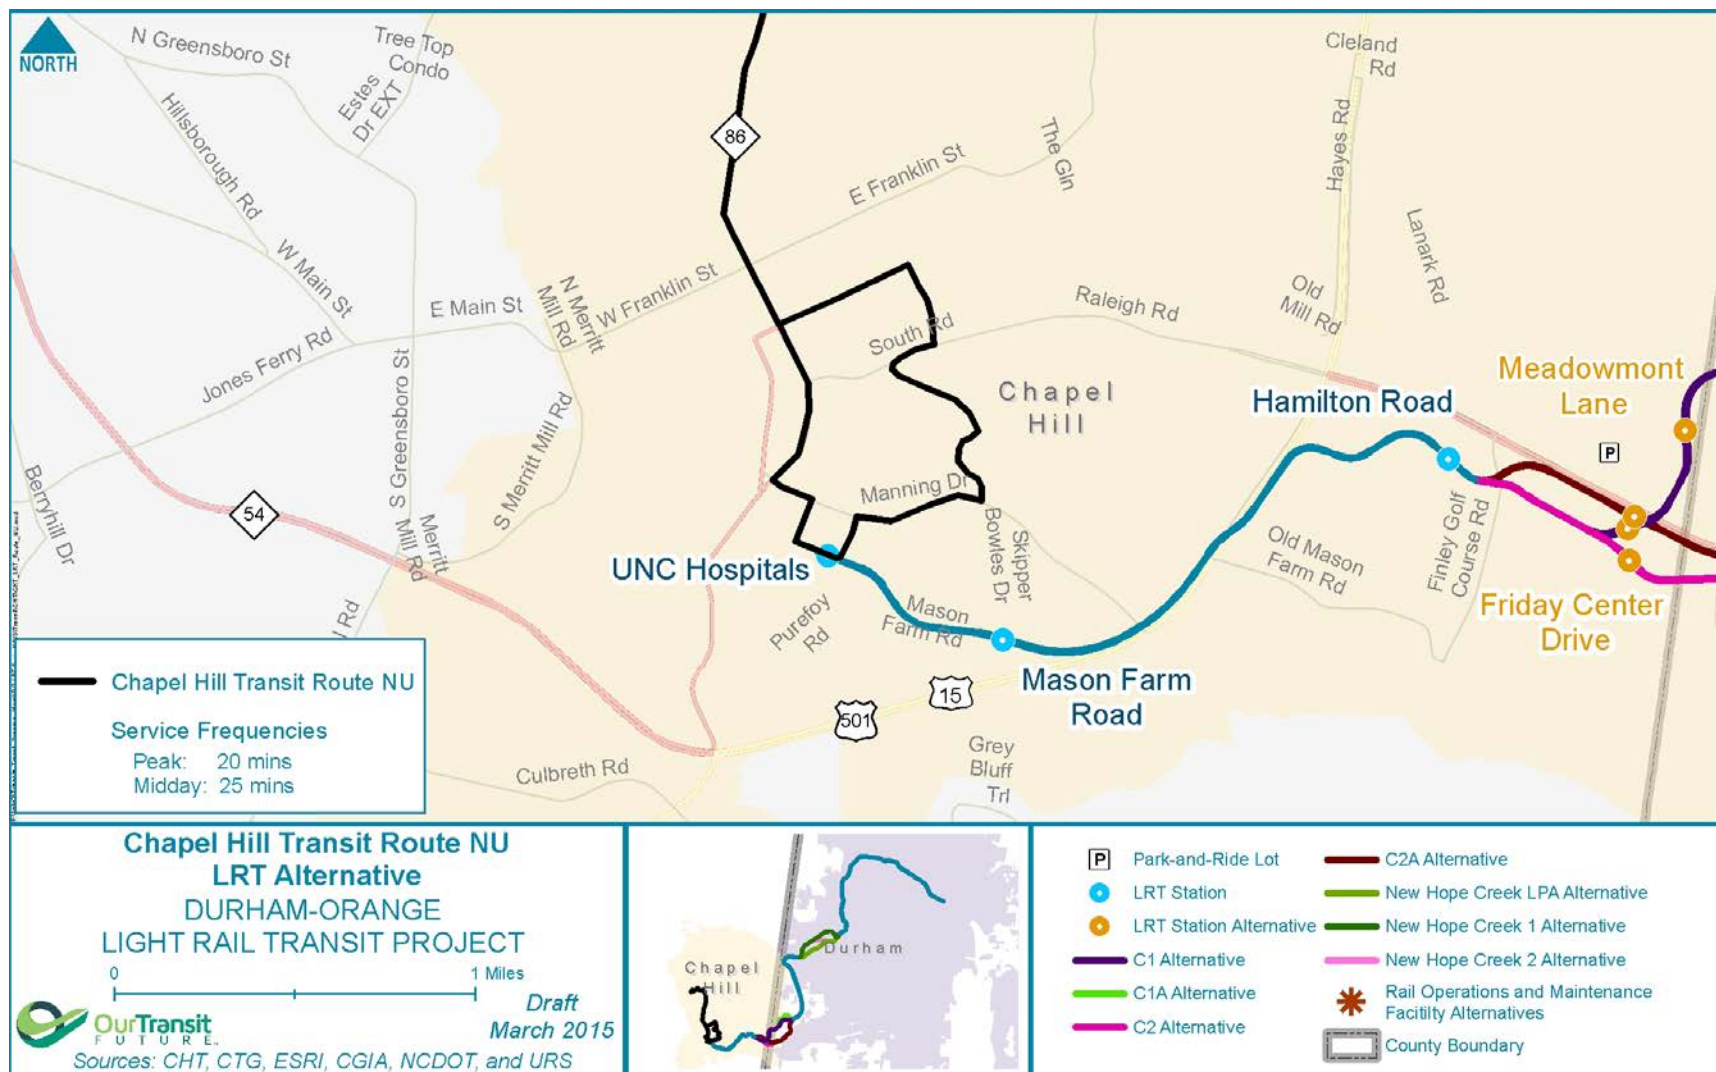 NORTH
N Greensboro St
Tree Top
Condo
Estes
Dr EXT
Hillsborough Rd
86
The Gln
Cleland
Rd
Hayes Rd
E Franklin St
W Main St
E Main St
N Merritt
Mill Rd
W Franklin St
Jones Ferry Rd
South Rd
Raleigh Rd
Old
Mill Rd
Lanark Rd
Chapel
Hill
Hamilton Road
Meadowmont
Lane
P
S Greensboro St
S Merritt Mill Rd
Berryhill Dr
54
Merritt
Mill Rd
Manning Dr
Skipper
Bowles Dr
Old Mason
Farm Rd
Finley Golf
Course Rd
UNC Hospitals
Purefoy
Rd
Mason
Farm Rd
Friday Center
Drive
Mason Farm
Road
15
501
Rd
Culbreth Rd
Grey
Bluff
Trl
Chapel Hill Transit Route NU
Service Frequencies
Peak: 20 mins
Midday: 25 mins
Chapel Hill Transit Route NU
LRT Alternative
DURHAM-ORANGE
LIGHT RAIL TRANSIT PROJECT
0 1 Miles
Draft
March 2015
OurTransit
FUTURE
Sources: CHT, CTG, ESRI, CGIA, NCDOT, and URS
Durham
Chapel
Hill
P Park-and-Ride Lot
LRT Station
LRT Station Alternative
C1 Alternative
C1A Alternative
C2 Alternative
C2A Alternative
New Hope Creek LPA Alternative
New Hope Creek 1 Alternative
New Hope Creek 2 Alternative
Rail Operations and Maintenance
Facility Alternatives
County Boundary